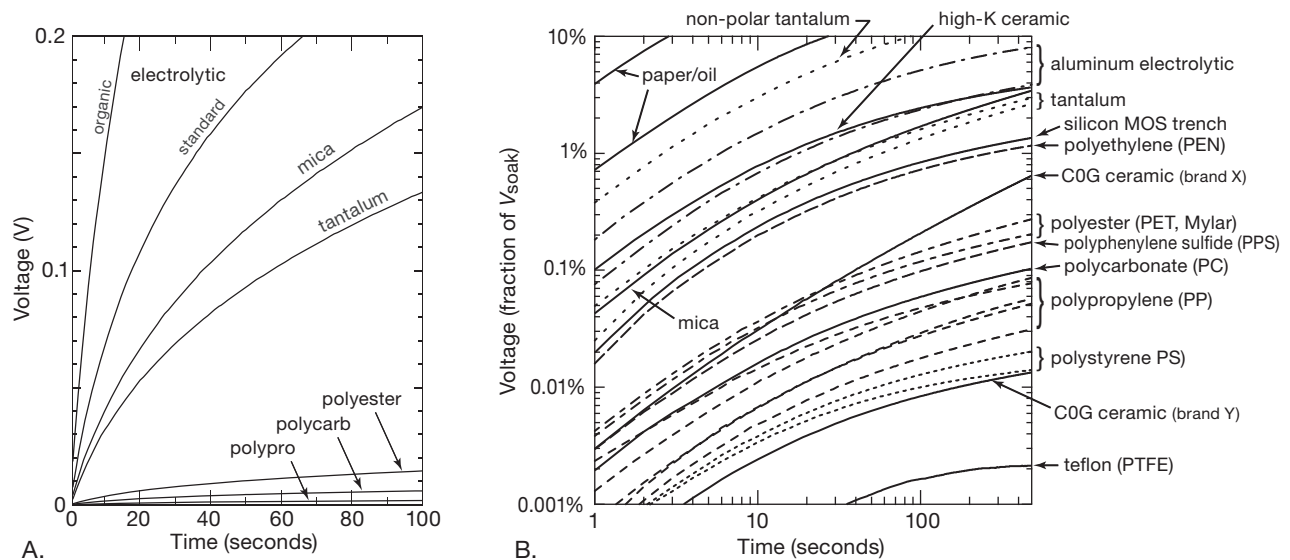 0.2
0.1
0
Voltage (V)
organic
electrolytic
standard
mica
tantalum
polyester
polycarb
polypro
0 20 40 60 80 100
Time (seconds)
A.
non-polar tantalum
high-K ceramic
10%
1%
0.1%
0.01%
0.001%
Voltage (fraction of Vsoak)
paper/oil
mica
aluminum electrolytic
tantalum
silicon MOS trench
polyethylene (PEN)
C0G ceramic (brand X)
polyester (PET, Mylar)
polyphenylene sulfide (PPS)
polycarbonate (PC)
polypropylene (PP)
polystyrene PS)
C0G ceramic (brand Y)
teflon (PTFE)
1 10 100
Time (seconds)
B.